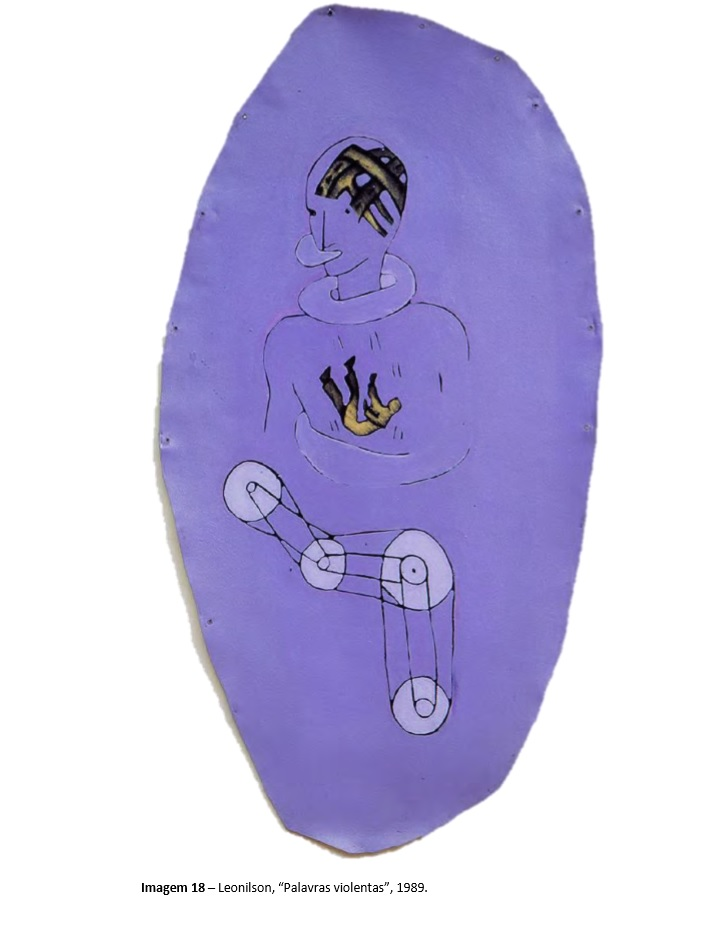 Imagem 18 – Leonilson, “Palavras violentas”, 1989.